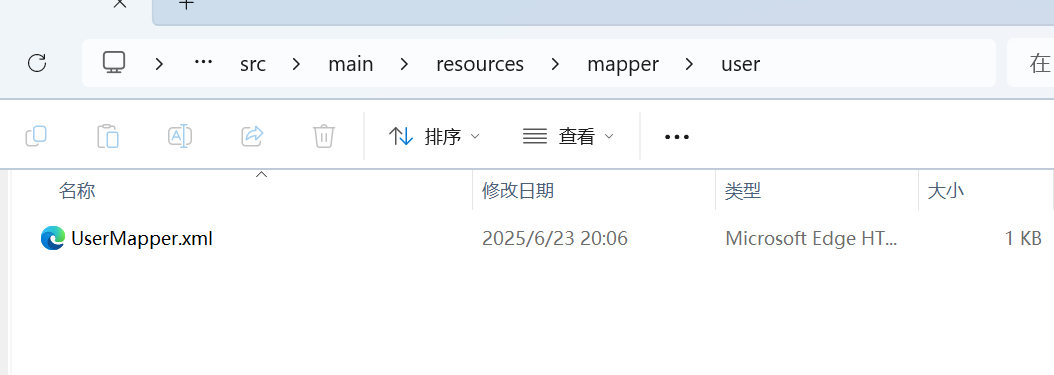 … src main resources mapper user 在
排序 查看 …
名称 修改日期 类型 大小
UserMapper.xml 2025/6/23 20:06 Microsoft Edge HT... 1 KB